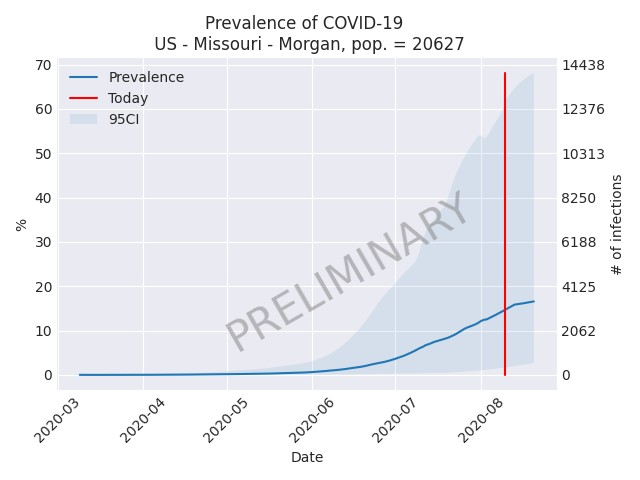 Prevalence of COVID-19
US - Missouri - Morgan, pop. = 20627
Prevalence
Today
95CI
PRELIMINARY
%
70
60
50
40
30
20
10
0
14438
12376
10313
8250
6188
4125
2062
0
# of infections
2020-03
2020-04
2020-05
2020-06
2020-07
2020-08
Date